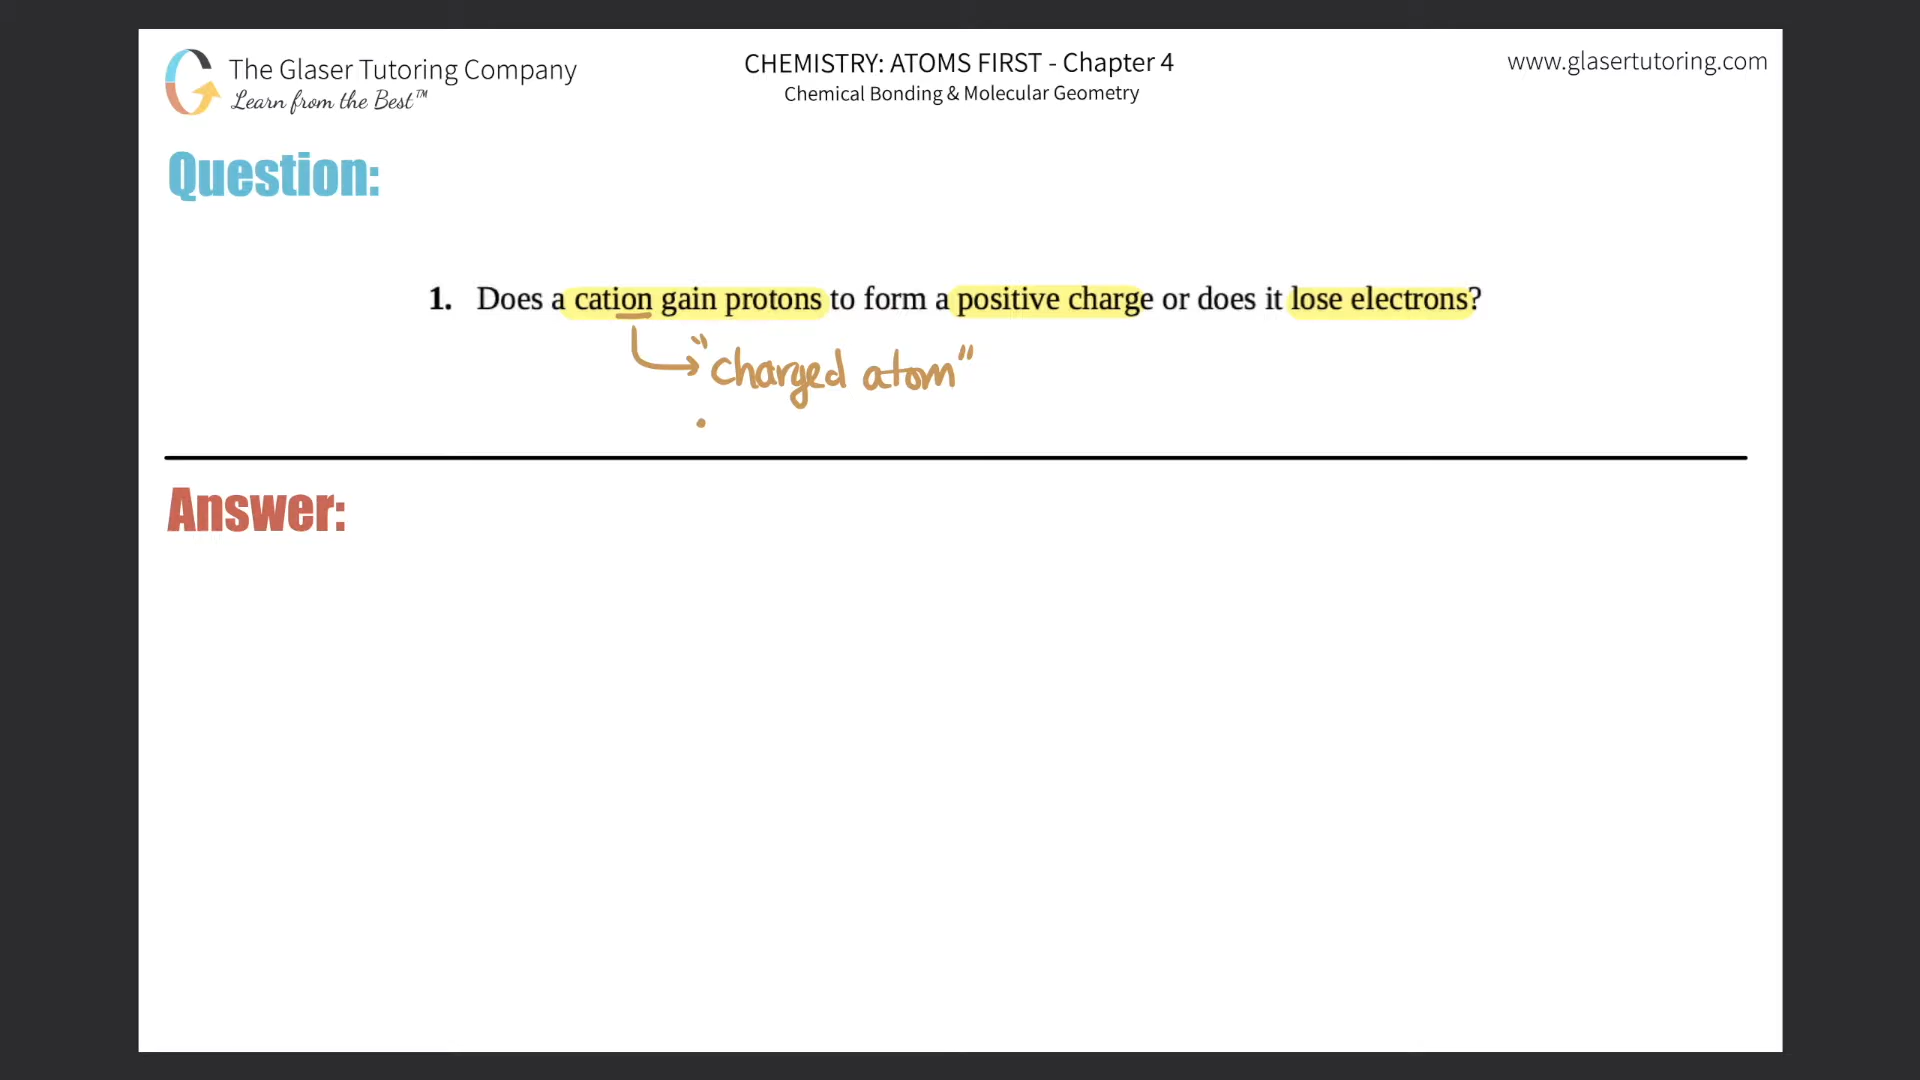 The Glaser Tutoring Company
Learn from the Best™
CHEMISTRY: ATOMS FIRST - Chapter 4
Chemical Bonding & Molecular Geometry
www.glasertutoring.com
Question:
1. Does a cation gain protons to form a positive charge or does it lose electrons?
"charged atom"
Answer: